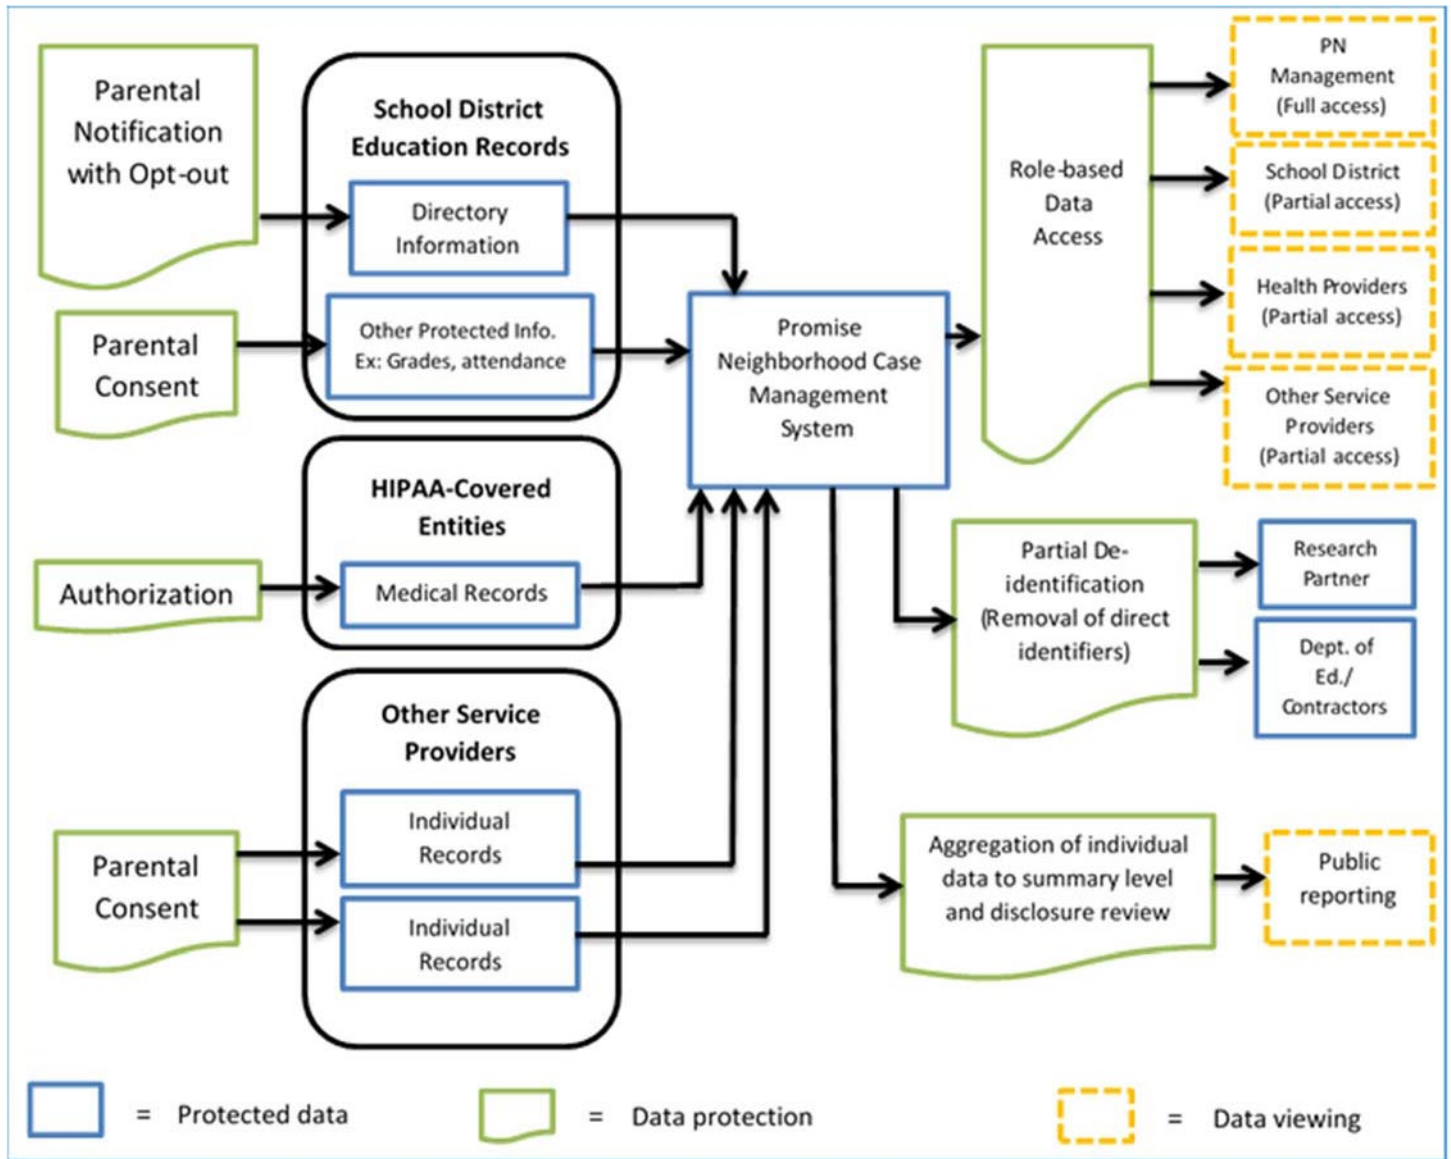 Parental
Notification
with Opt-out
School District
Education Records
Directory
Information
Parental
Consent
Other Protected Info.
Ex: Grades, attendance
HIPAA-Covered
Entities
Authorization
Medical Records
Other Service
Providers
Parental
Consent
Individual
Records
Individual
Records
Promise
Neighborhood Case
Management
System
Role-based
Data
Access
PN
Management
(Full access)
School District
(Partial access)
Health Providers
(Partial access)
Other Service
Providers
(Partial access)
Partial De-
identification
(Removal of direct
identifiers)
Research
Partner
Dept. of
Ed./
Contractors
Aggregation of individual
data to summary level
and disclosure review
Public
reporting
= Protected data
= Data protection
= Data viewing